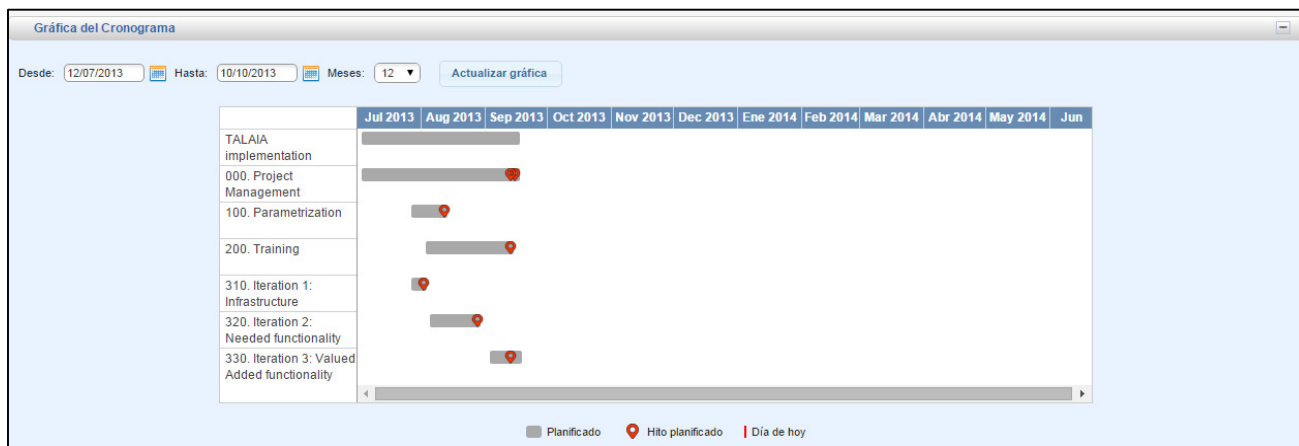 Gráfica del Cronograma
Desde: 12/07/2013 Hasta: 10/10/2013 Meses: 12 Actualizar gráfica
Jul 2013 Aug 2013 Sep 2013 Oct 2013 Nov 2013 Dec 2013 Ene 2014 Feb 2014 Mar 2014 Abr 2014 May 2014 Jun
TALAIA
implementation
000. Project
Management
100. Parametrization
200. Training
310. Iteration 1:
Infrastructure
320. Iteration 2:
Needed functionality
330. Iteration 3: Valued
Added functionality
Planificado Hito planificado Día de hoy